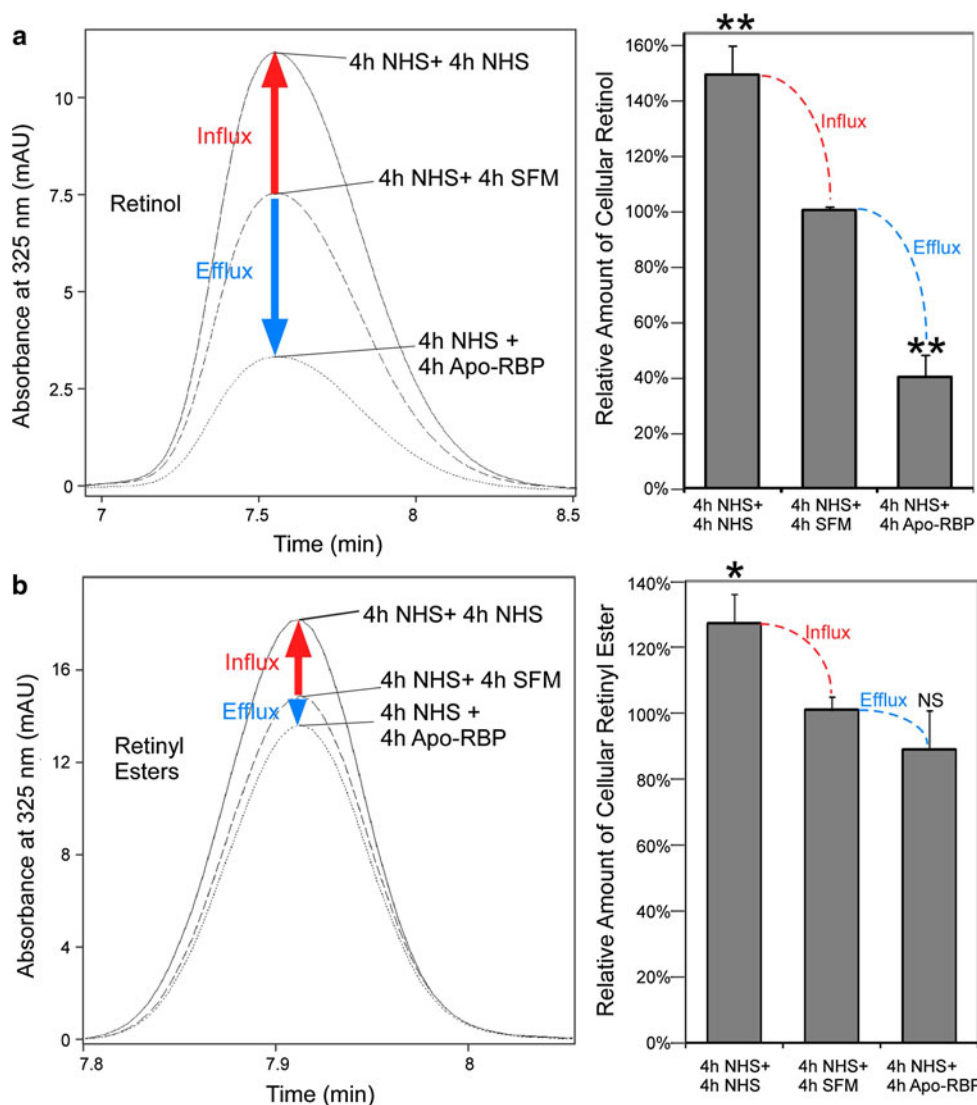 a
Absorbance at 325 nm (mAU)
10
7.5
5
2.5
0
Retinol
Influx
Efflux
4h NHS+ 4h NHS
4h NHS+ 4h SFM
4h NHS +
4h Apo-RBP
7
7.5
8
8.5
Time (min)
Relative Amount of Cellular Retinol
160%
140%
120%
100%
80%
60%
40%
20%
0%
**
Influx
Efflux
**
4h NHS+
4h NHS
4h NHS+
4h SFM
4h NHS+
4h Apo-RBP
b
Absorbance at 325 nm (mAU)
16
12
8
4
0
Retinyl
Esters
Influx
Efflux
4h NHS+ 4h NHS
4h NHS+ 4h SFM
4h NHS +
4h Apo-RBP
7.8
7.9
8
Time (min)
Relative Amount of Cellular Retinyl Ester
140%
120%
100%
80%
60%
40%
20%
0%
*
Influx
Efflux
NS
4h NHS+
4h NHS
4h NHS+
4h SFM
4h NHS+
4h Apo-RBP